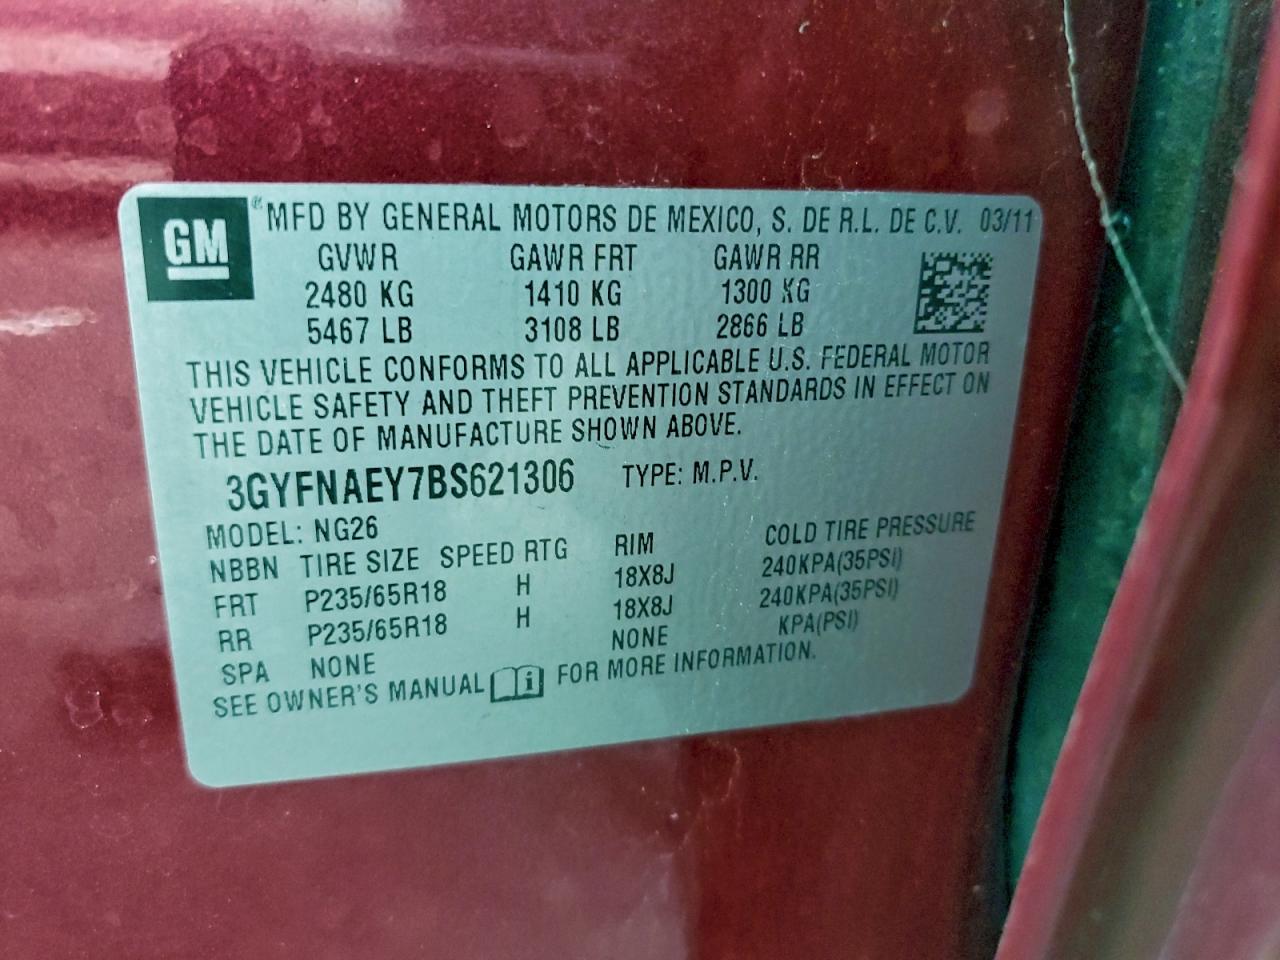 GM ® MFD BY GENERAL MOTORS DE MEXICO, S. DE R.L. DE C.V. 03/11
GVWR GAWR FRT GAWR RR
2480 KG 1410 KG 1300 KG
5467 LB 3108 LB 2866 LB
THIS VEHICLE CONFORMS TO ALL APPLICABLE U.S. FEDERAL MOTOR
VEHICLE SAFETY AND THEFT PREVENTION STANDARDS IN EFFECT ON
THE DATE OF MANUFACTURE SHOWN ABOVE.
3GYFNAEY7BS621306 TYPE: M.P.V.
MODEL: NG26
NBBN TIRE SIZE SPEED RTG RIM COLD TIRE PRESSURE
FRT P235/65R18 H 18X8J 240KPA(35PSI)
RR P235/65R18 H 18X8J 240KPA(35PSI)
SPA NONE NONE KPA(PSI)
SEE OWNER'S MANUAL i FOR MORE INFORMATION.